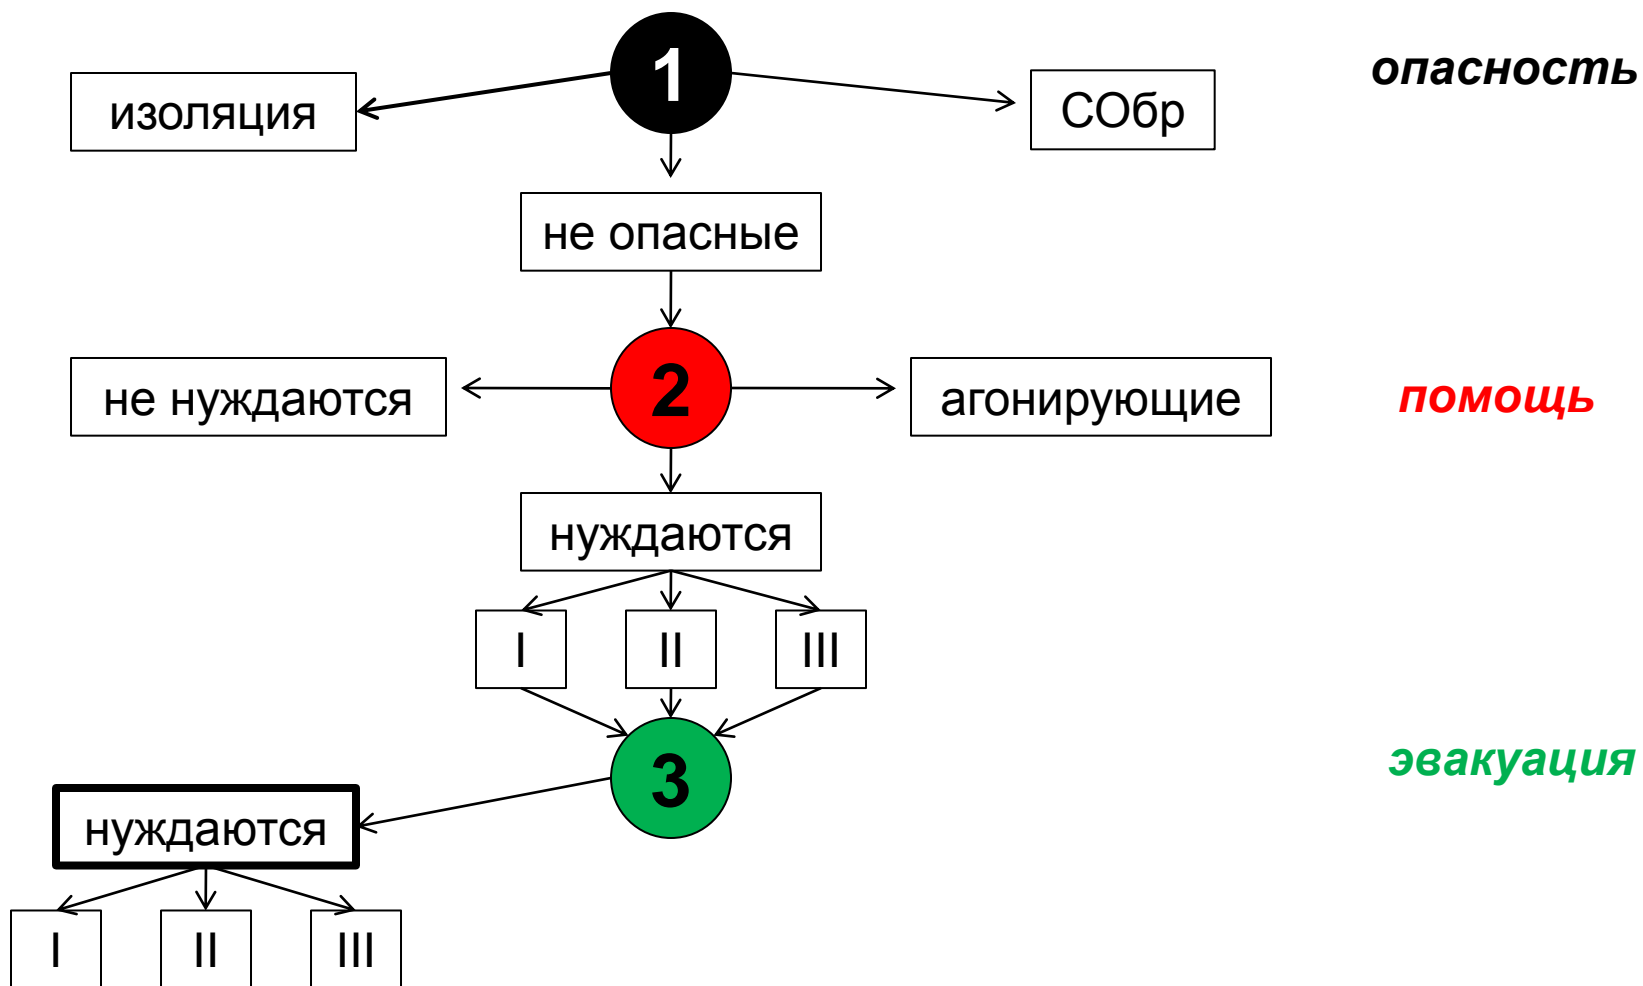 1
опасность
изоляция
СОбр
не опасные
не нуждаются
2
агонирующие
помощь
нуждаются
I
II
III
3
эвакуация
нуждаются
I
II
III